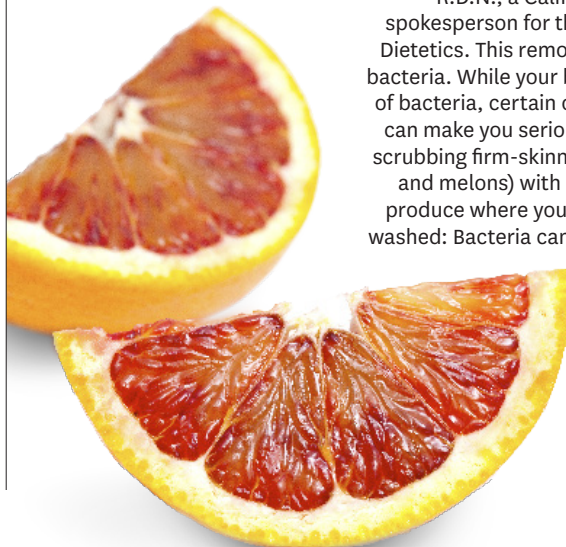 R.D.N., a Cali
spokesperson for th
Dietetics. This remo
bacteria. While your
of bacteria, certain
can make you serio
scrubbing firm-skinn
and melons) with
produce where you
washed: Bacteria can